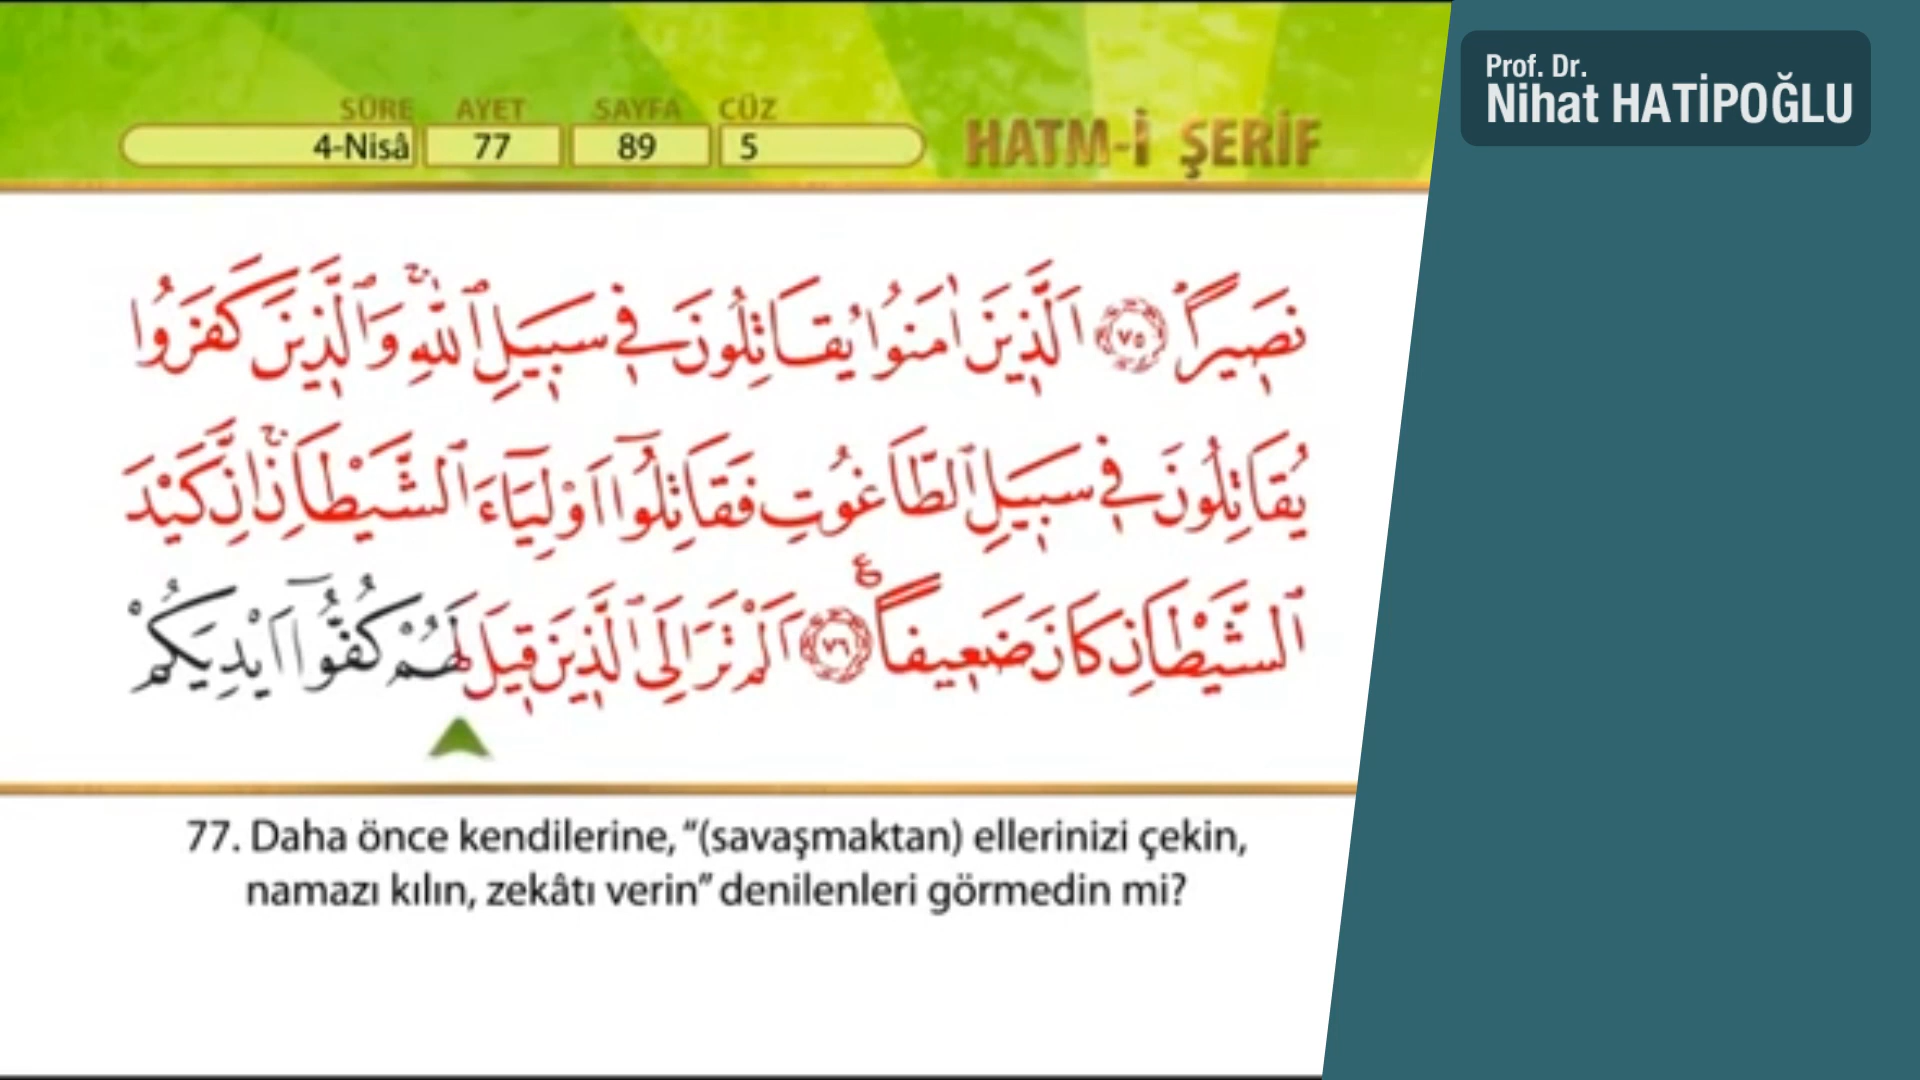 SÛRE AYET SAYFA CÜZ
4-Nisâ 77 89 5
HATM-İ ŞERİF
Prof. Dr.
Nihat HATİPOĞLU
نَصٖيراً ﴿٧٥﴾ اَلَّذٖينَ اٰمَنُوا يُقَاتِلُونَ فٖى سَبٖيلِ اللّٰهِۚ وَالَّذٖينَ كَفَرُوا
يُقَاتِلُونَ فٖى سَبٖيلِ الطَّاغُوتِ فَقَاتِلُٓوا اَوْلِيَٓاءَ الشَّيْطَانِۚ اِنَّ كَيْدَ
الشَّيْطَانِ كَانَ ضَعٖيفاًࣖ ﴿٧٦﴾ اَلَمْ تَرَ اِلَى الَّذٖينَ قٖيلَ لَهُمْ كُفُّٓوا اَيْدِيَكُمْ
77. Daha önce kendilerine, “(savaşmaktan) ellerinizi çekin,
namazı kılın, zekâtı verin” denilenleri görmedin mi?